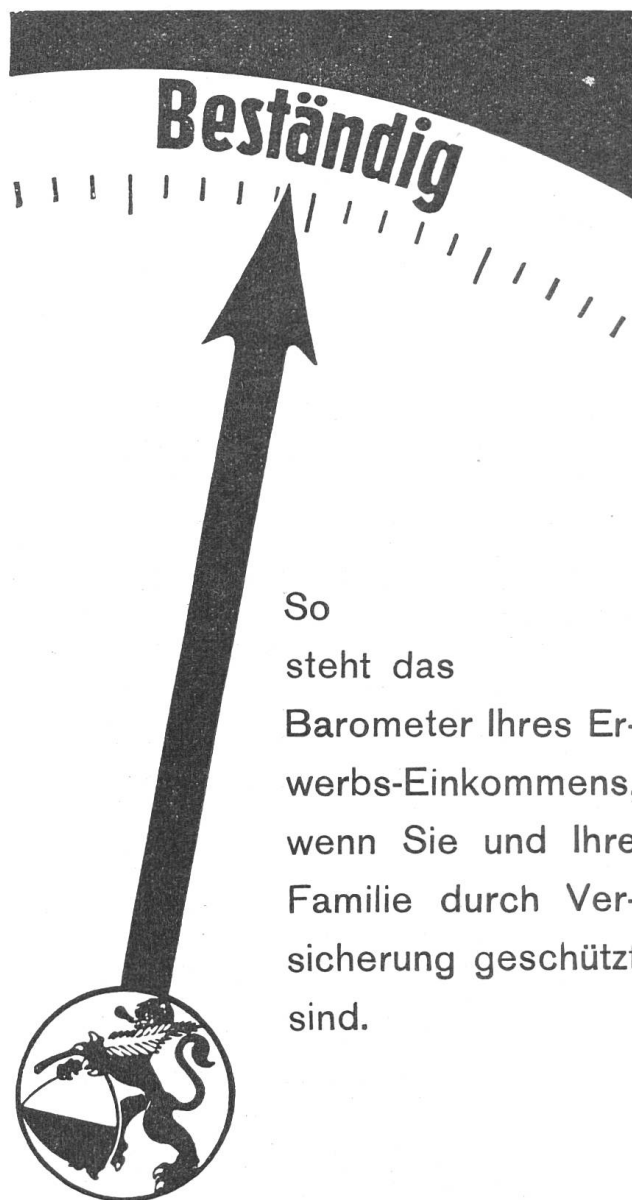 Beständig
So
steht das
Barometer Ihres Er-
werbs-Einkommens,
wenn Sie und Ihre
Familie durch Ver-
sicherung geschützt
sind.